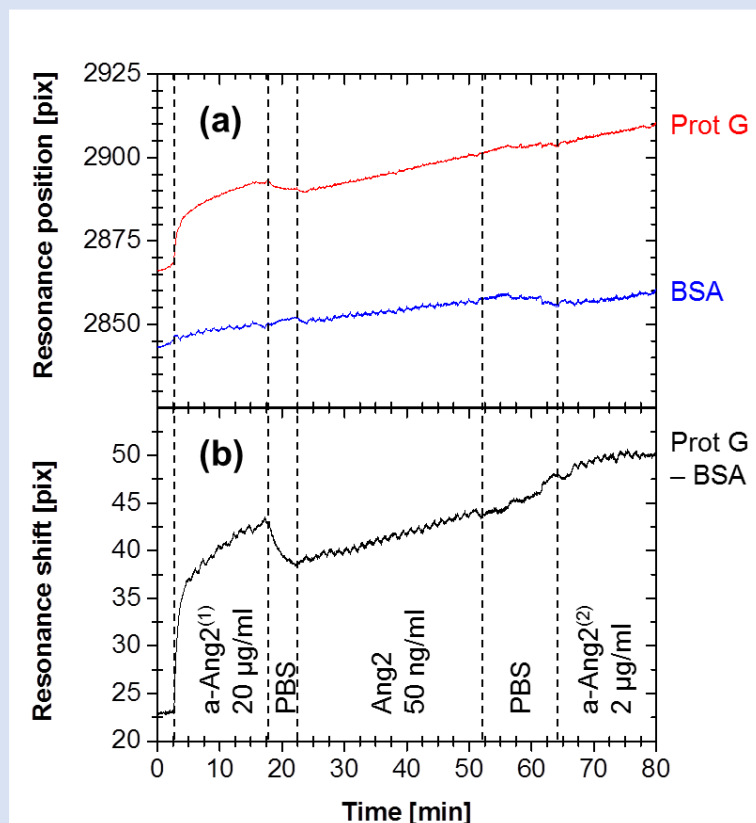 (a)
Resonance position [pix]
2925
2900
2875
2850
Prot G
BSA
(b)
Resonance shift [pix]
50
45
40
35
30
25
20
Prot G
– BSA
a-Ang2(1)
20 µg/ml
PBS
Ang2
50 ng/ml
PBS
a-Ang2(2)
2 µg/ml
0 10 20 30 40 50 60 70 80
Time [min]